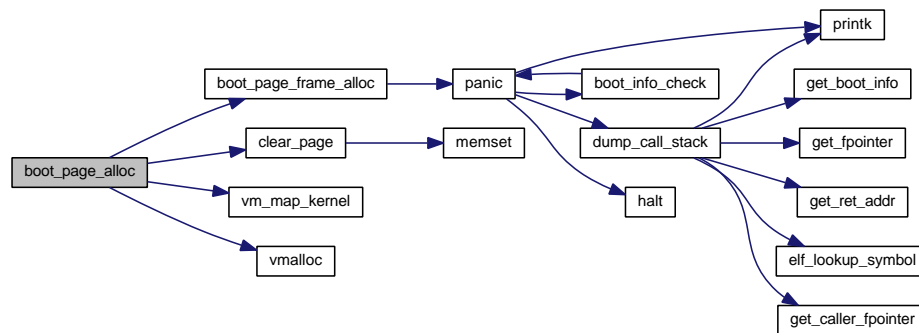 boot_page_alloc
boot_page_frame_alloc
clear_page
vm_map_kernel
vmalloc
panic
memset
boot_info_check
dump_call_stack
halt
printk
get_boot_info
get_fpointer
get_ret_addr
elf_lookup_symbol
get_caller_fpointer